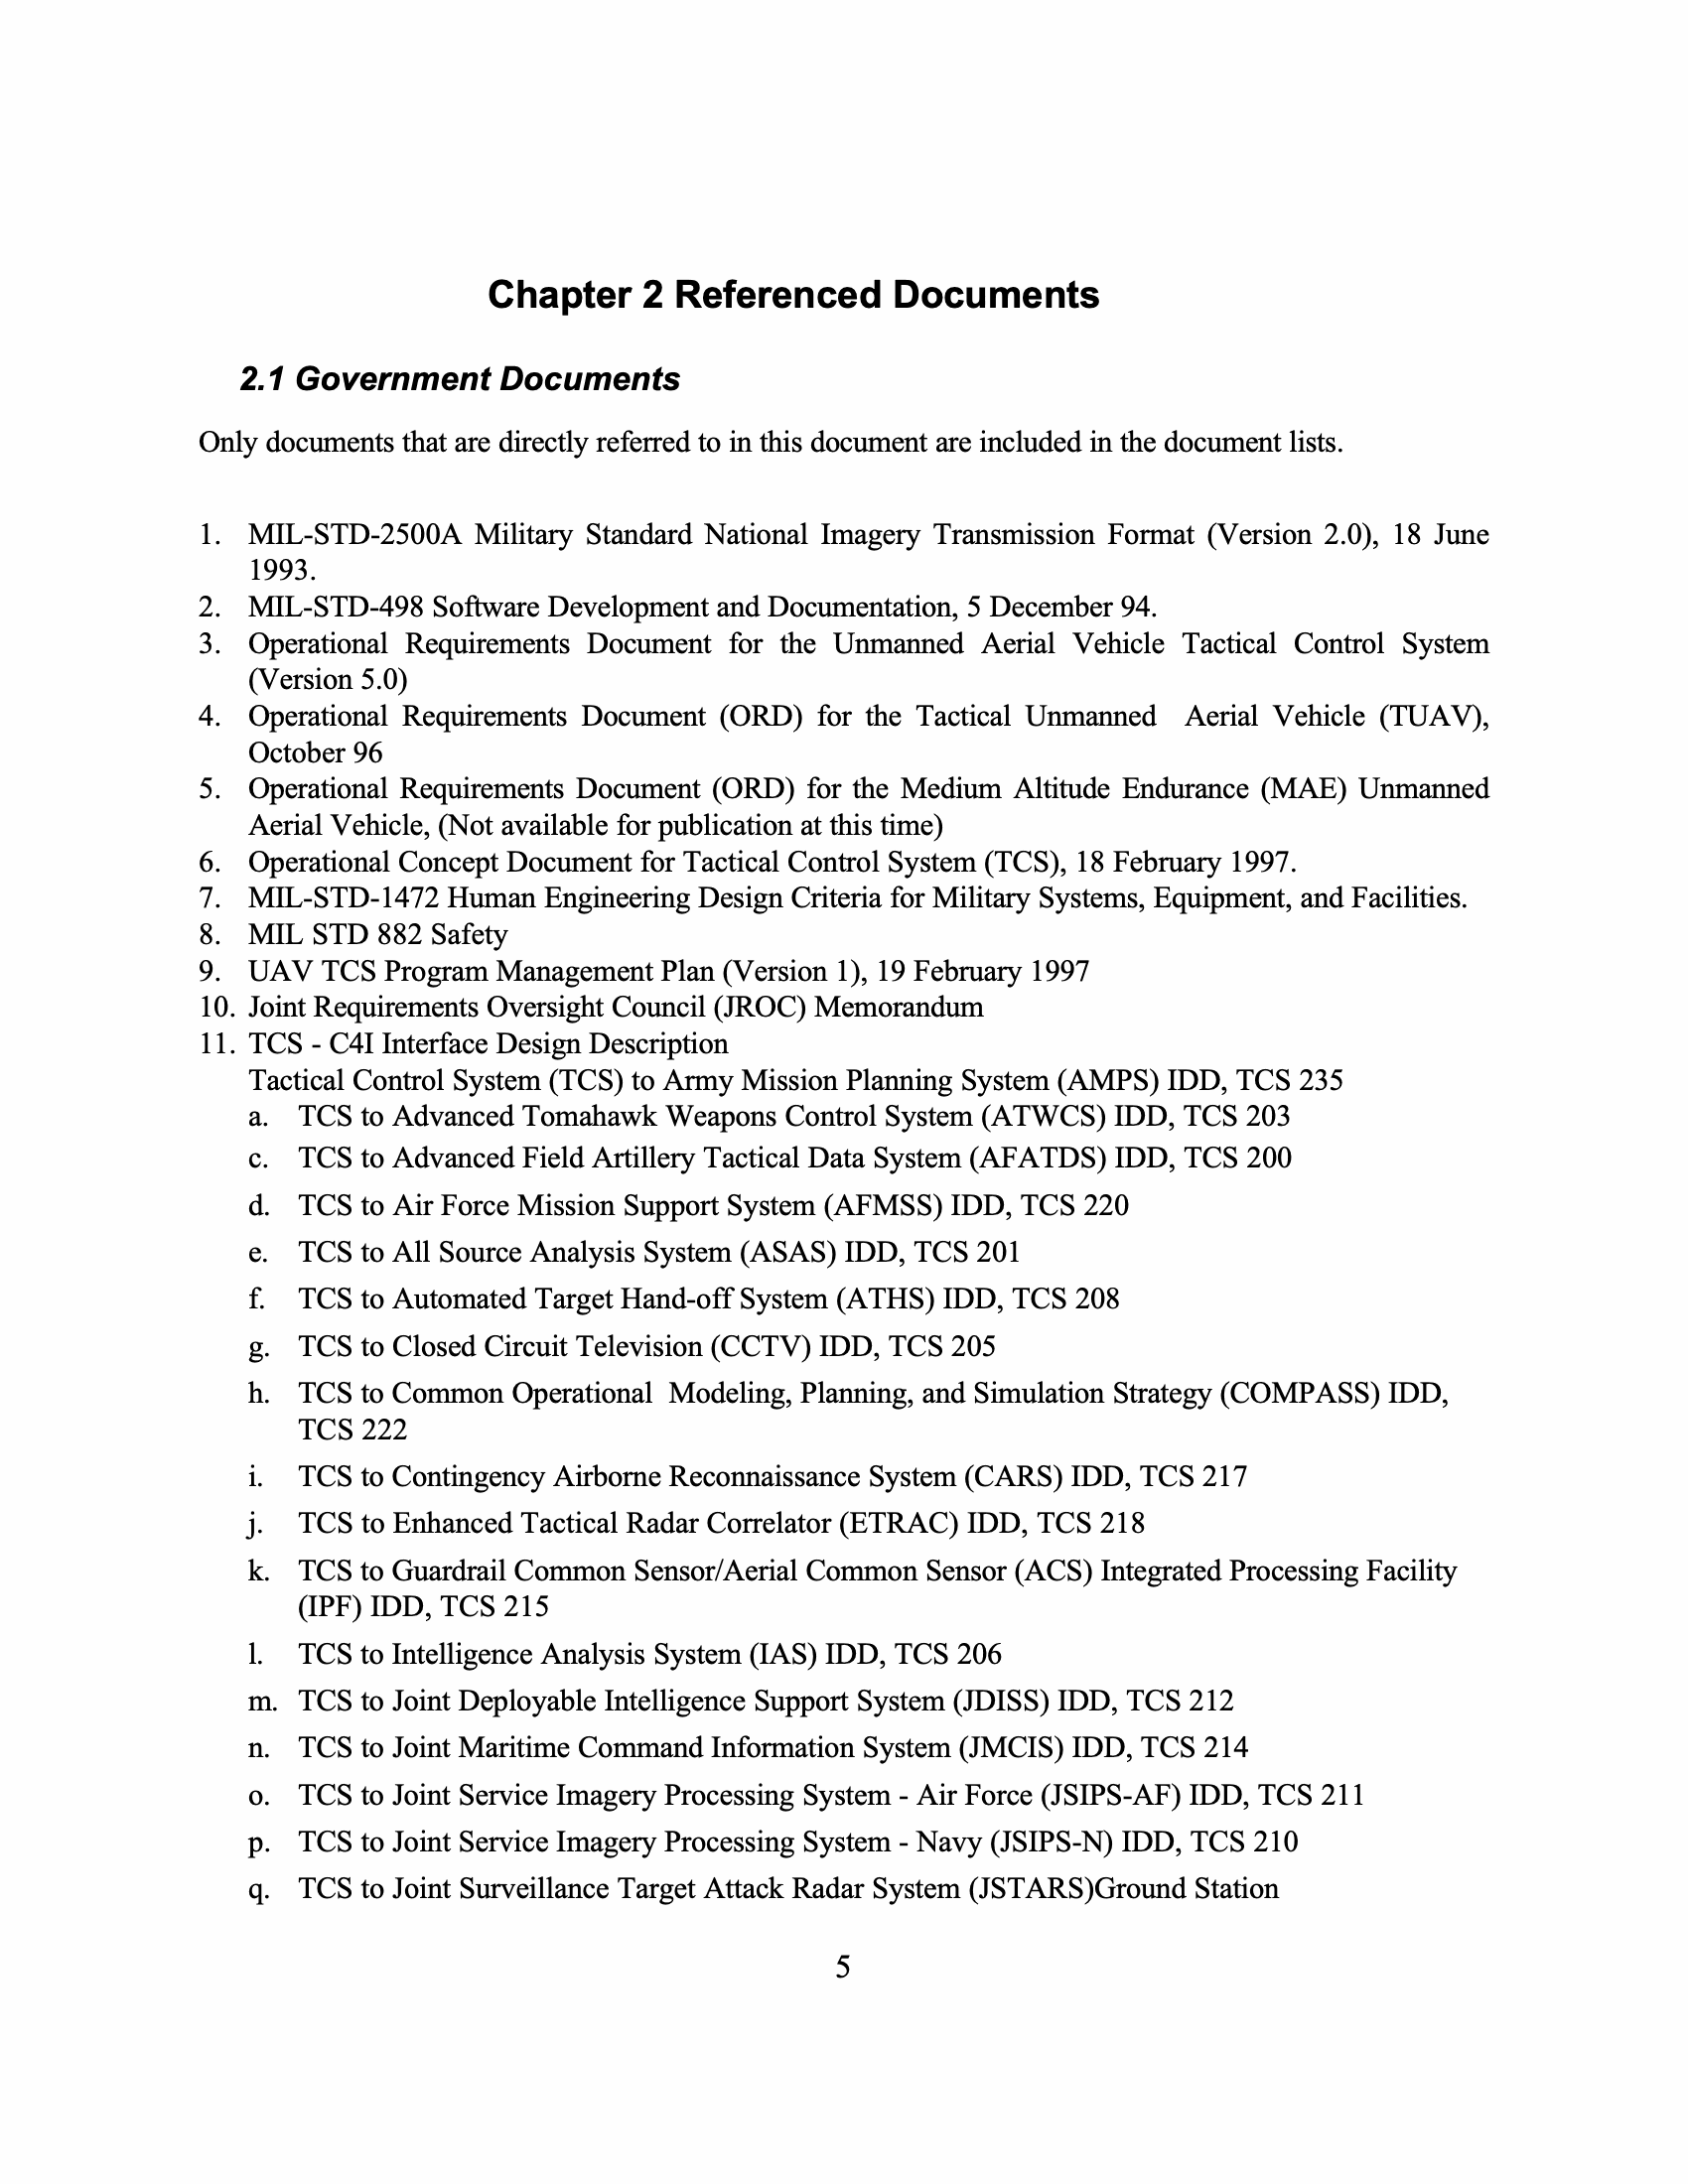 Chapter 2 Referenced Documents
2.1 Government Documents
Only documents that are directly referred to in this document are included in the document lists.
1. MIL-STD-2500A Military Standard National Imagery Transmission Format (Version 2.0), 18 June
1993.
2. MIL-STD-498 Software Development and Documentation, 5 December 94.
3. Operational Requirements Document for the Unmanned Aerial Vehicle Tactical Control System
(Version 5.0)
4. Operational Requirements Document (ORD) for the Tactical Unmanned Aerial Vehicle (TUAV),
October 96
5. Operational Requirements Document (ORD) for the Medium Altitude Endurance (MAE) Unmanned
Aerial Vehicle, (Not available for publication at this time)
6. Operational Concept Document for Tactical Control System (TCS), 18 February 1997.
7. MIL-STD-1472 Human Engineering Design Criteria for Military Systems, Equipment, and Facilities.
8. MIL STD 882 Safety
9. UAV TCS Program Management Plan (Version 1), 19 February 1997
10. Joint Requirements Oversight Council (JROC) Memorandum
11. TCS - C4I Interface Design Description
Tactical Control System (TCS) to Army Mission Planning System (AMPS) IDD, TCS 235
a. TCS to Advanced Tomahawk Weapons Control System (ATWCS) IDD, TCS 203
c. TCS to Advanced Field Artillery Tactical Data System (AFATDS) IDD, TCS 200
d. TCS to Air Force Mission Support System (AFMSS) IDD, TCS 220
e. TCS to All Source Analysis System (ASAS) IDD, TCS 201
f. TCS to Automated Target Hand-off System (ATHS) IDD, TCS 208
g. TCS to Closed Circuit Television (CCTV) IDD, TCS 205
h. TCS to Common Operational Modeling, Planning, and Simulation Strategy (COMPASS) IDD,
TCS 222
i. TCS to Contingency Airborne Reconnaissance System (CARS) IDD, TCS 217
j. TCS to Enhanced Tactical Radar Correlator (ETRAC) IDD, TCS 218
k. TCS to Guardrail Common Sensor/Aerial Common Sensor (ACS) Integrated Processing Facility
(IPF) IDD, TCS 215
l. TCS to Intelligence Analysis System (IAS) IDD, TCS 206
m. TCS to Joint Deployable Intelligence Support System (JDISS) IDD, TCS 212
n. TCS to Joint Maritime Command Information System (JMCIS) IDD, TCS 214
o. TCS to Joint Service Imagery Processing System - Air Force (JSIPS-AF) IDD, TCS 211
p. TCS to Joint Service Imagery Processing System - Navy (JSIPS-N) IDD, TCS 210
q. TCS to Joint Surveillance Target Attack Radar System (JSTARS)Ground Station
5